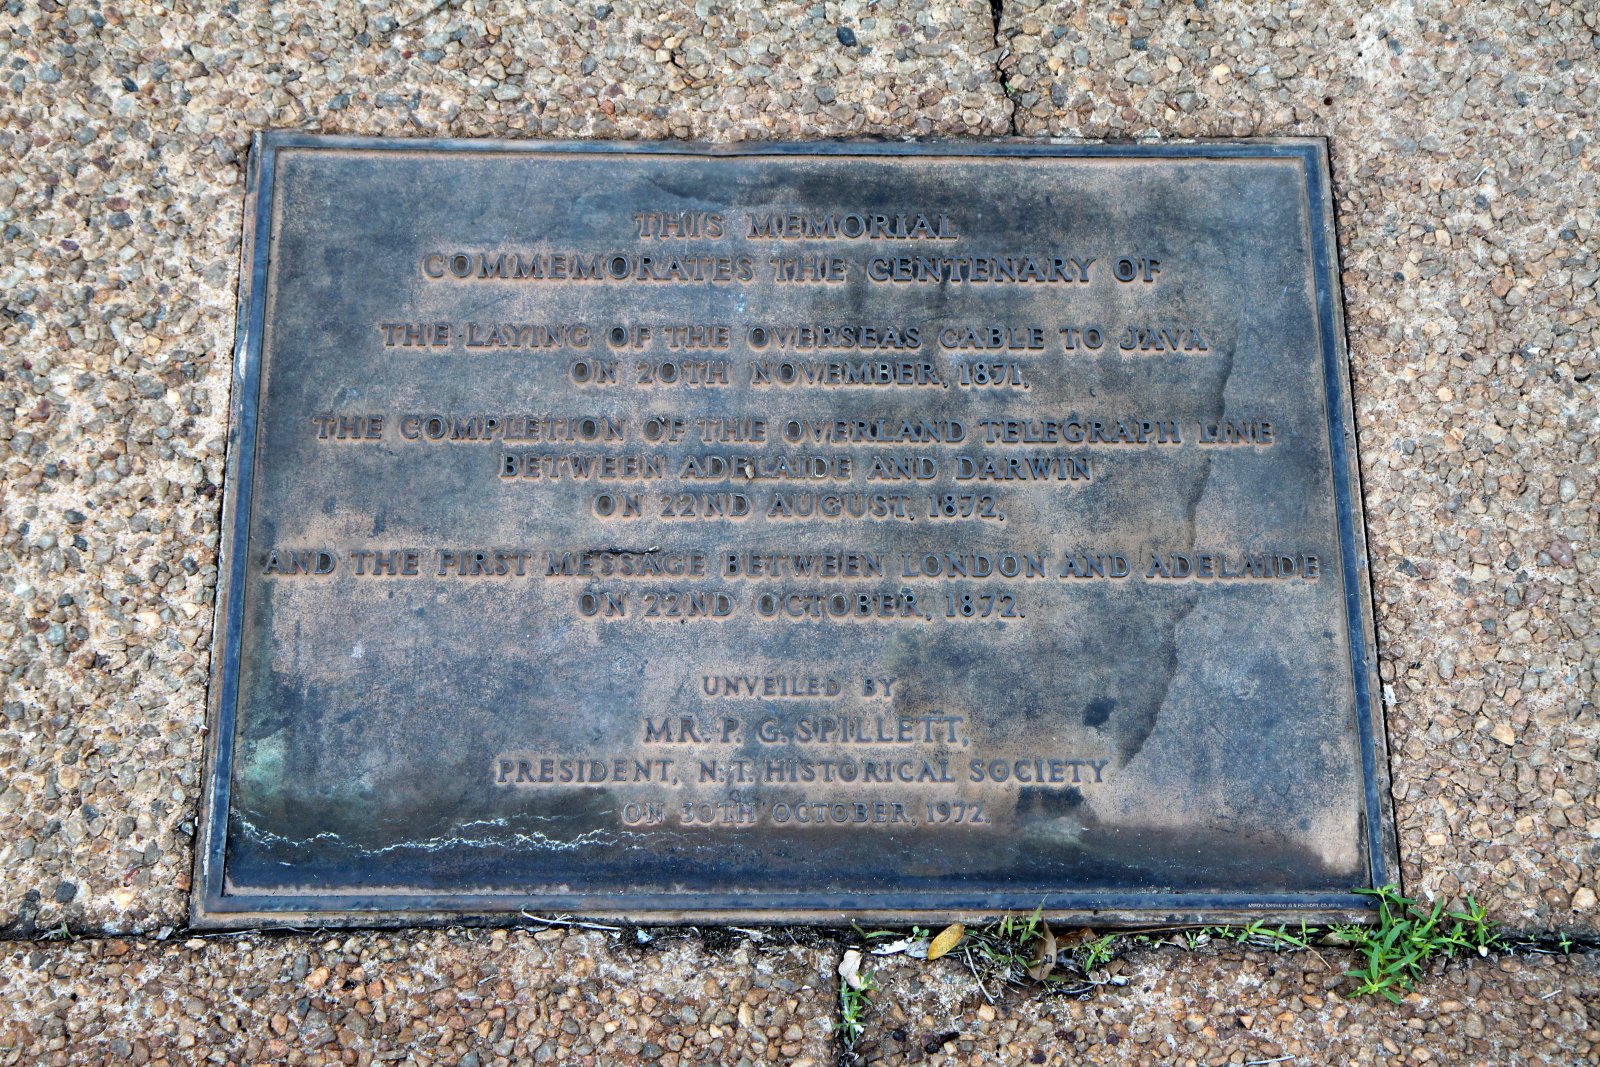 THIS MEMORIAL
COMMEMORATES THE CENTENARY OF
THE LAYING OF THE OVERSEAS CABLE TO JAVA
ON 20TH NOVEMBER, 1871,
THE COMPLETION OF THE OVERLAND TELEGRAPH LINE
BETWEEN ADELAIDE AND DARWIN
ON 22ND AUGUST, 1872,
AND THE FIRST MESSAGE BETWEEN LONDON AND ADELAIDE
ON 22ND OCTOBER, 1872.
UNVEILED BY
MR. P. G. SPILLETT,
PRESIDENT, N.T. HISTORICAL SOCIETY
ON 30TH OCTOBER, 1972.